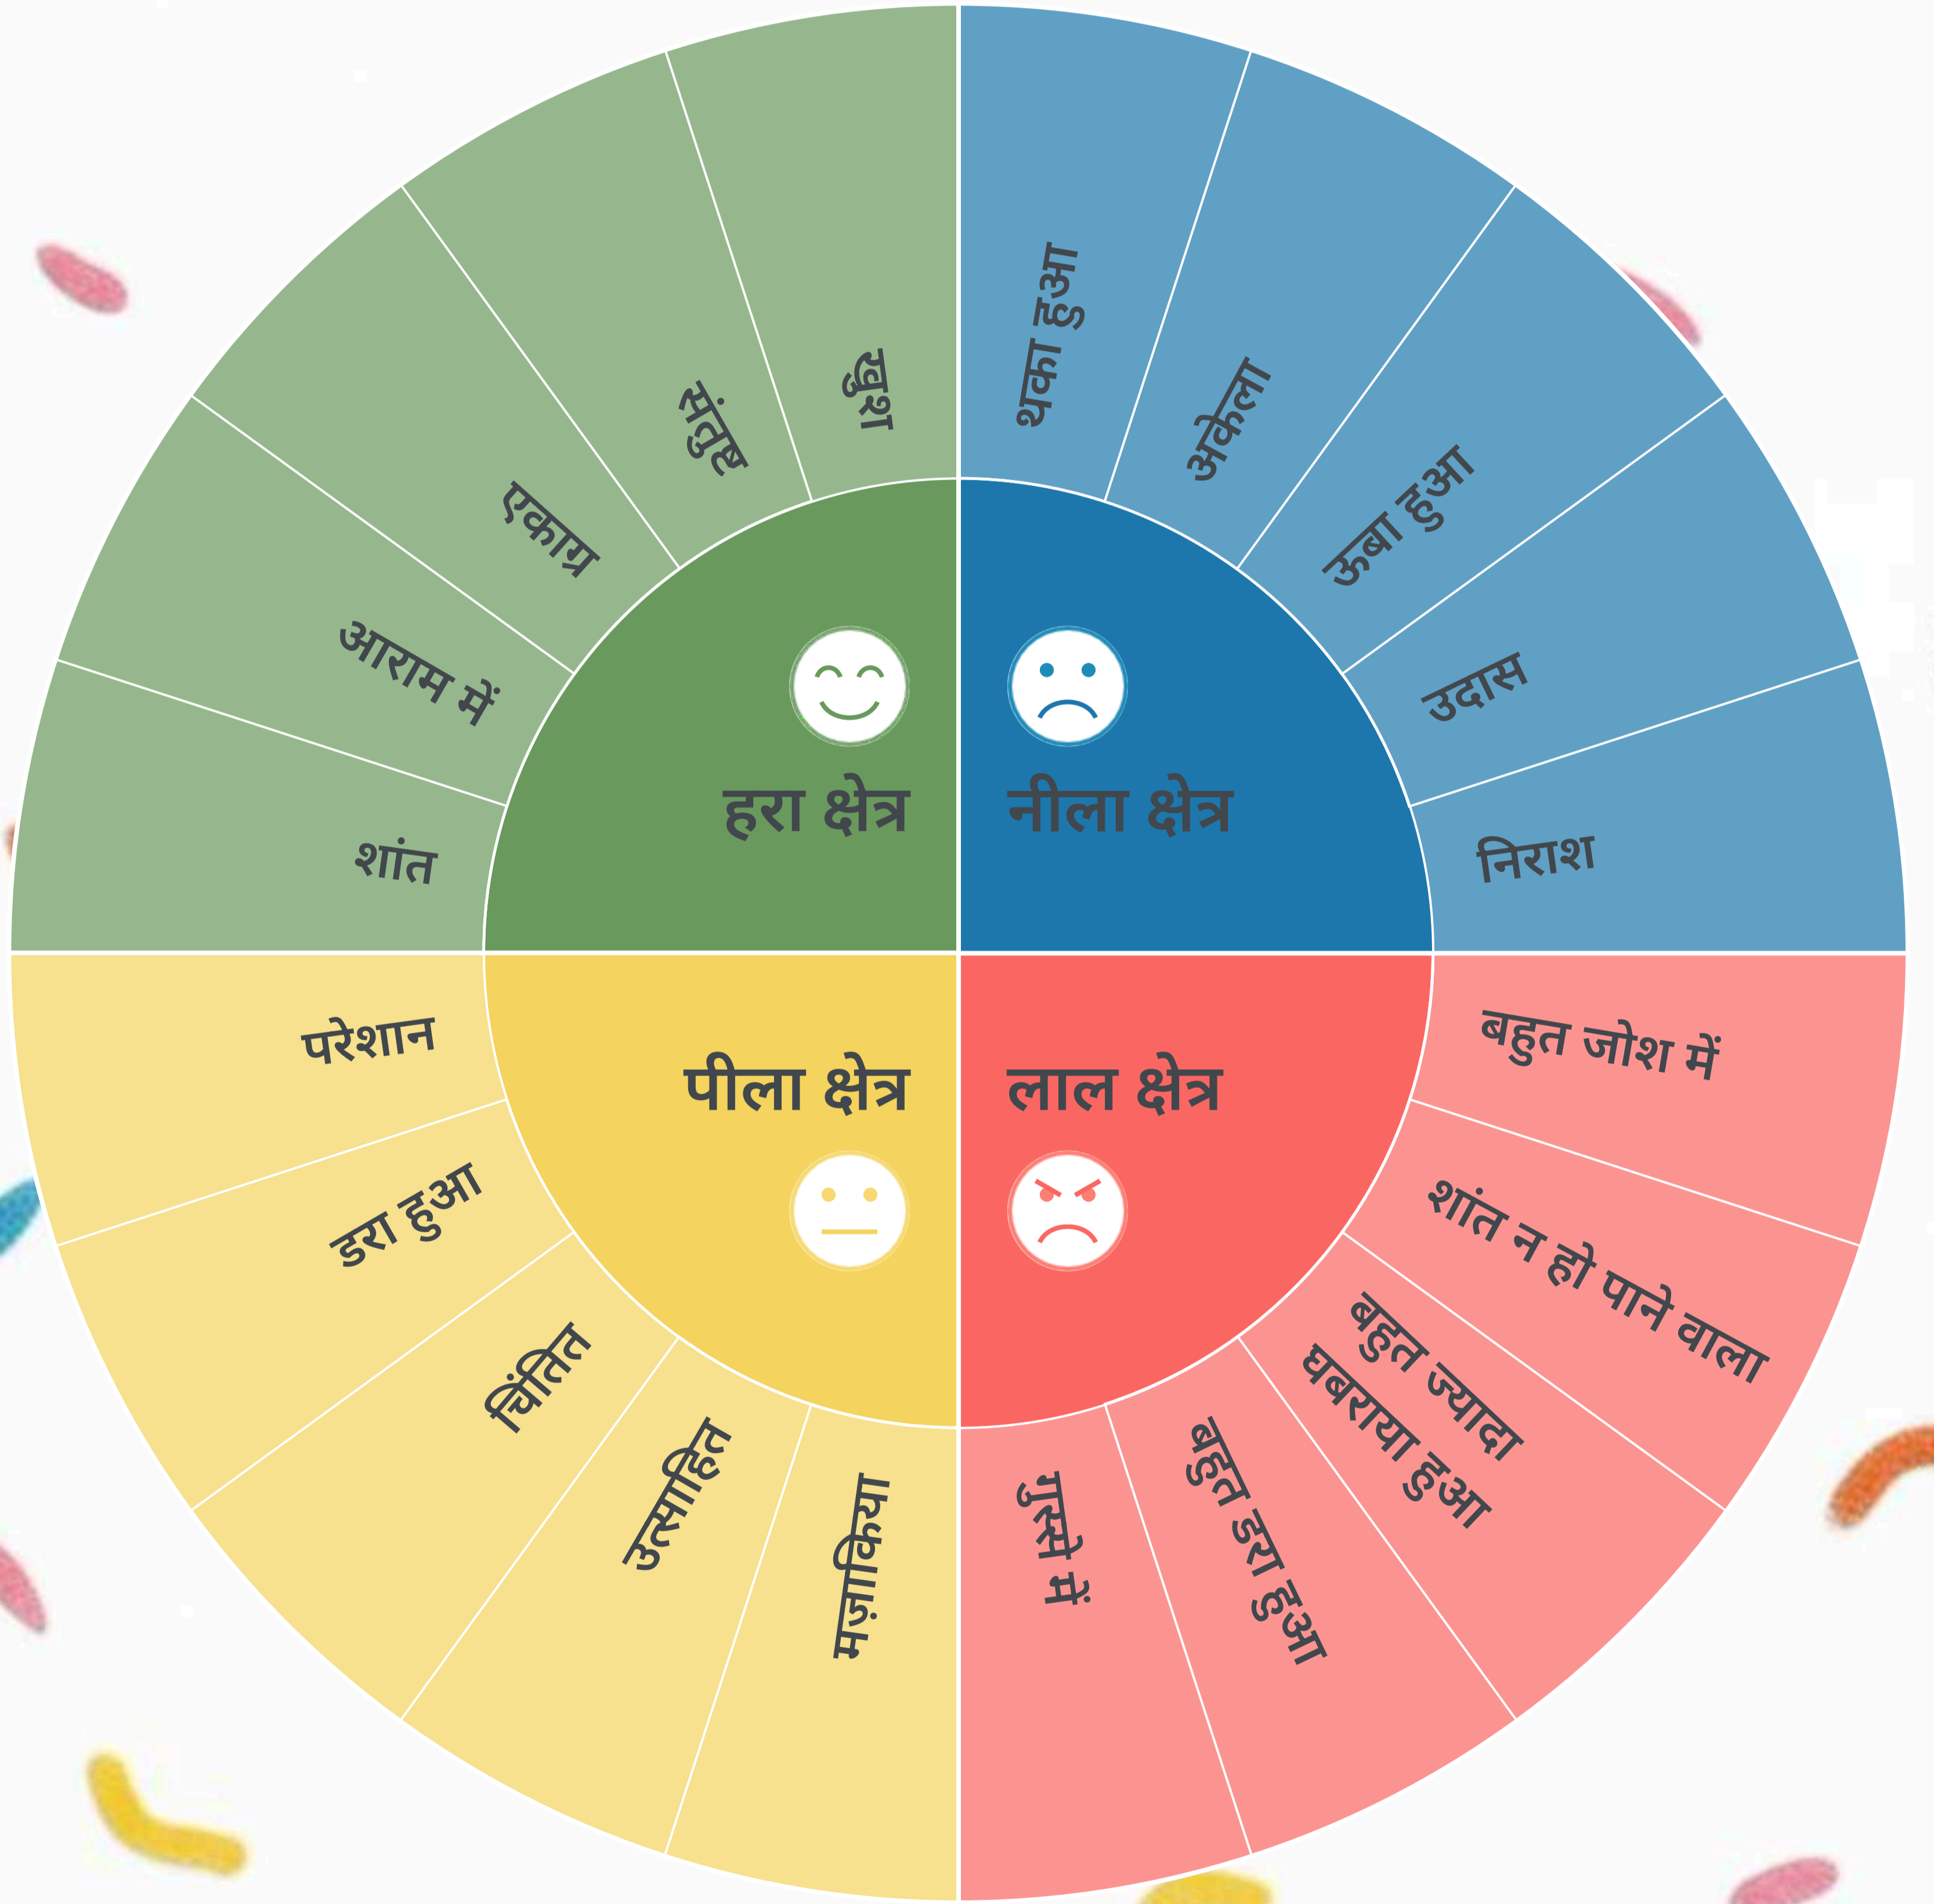 हरा क्षेत्र
खुश
संतुष्ट
एकाग्र
आराम में
शांत
नीला क्षेत्र
थका हुआ
अकेला
ऊबा हुआ
उदास
निराश
पीला क्षेत्र
परेशान
डरा हुआ
चिंतित
उत्साहित
मज़ाकिया
लाल क्षेत्र
बहुत जोश में
शांत न हो पाने वाला
बहुत ज्यादा
घबराया हुआ
बहुत डरा हुआ
गुस्से में